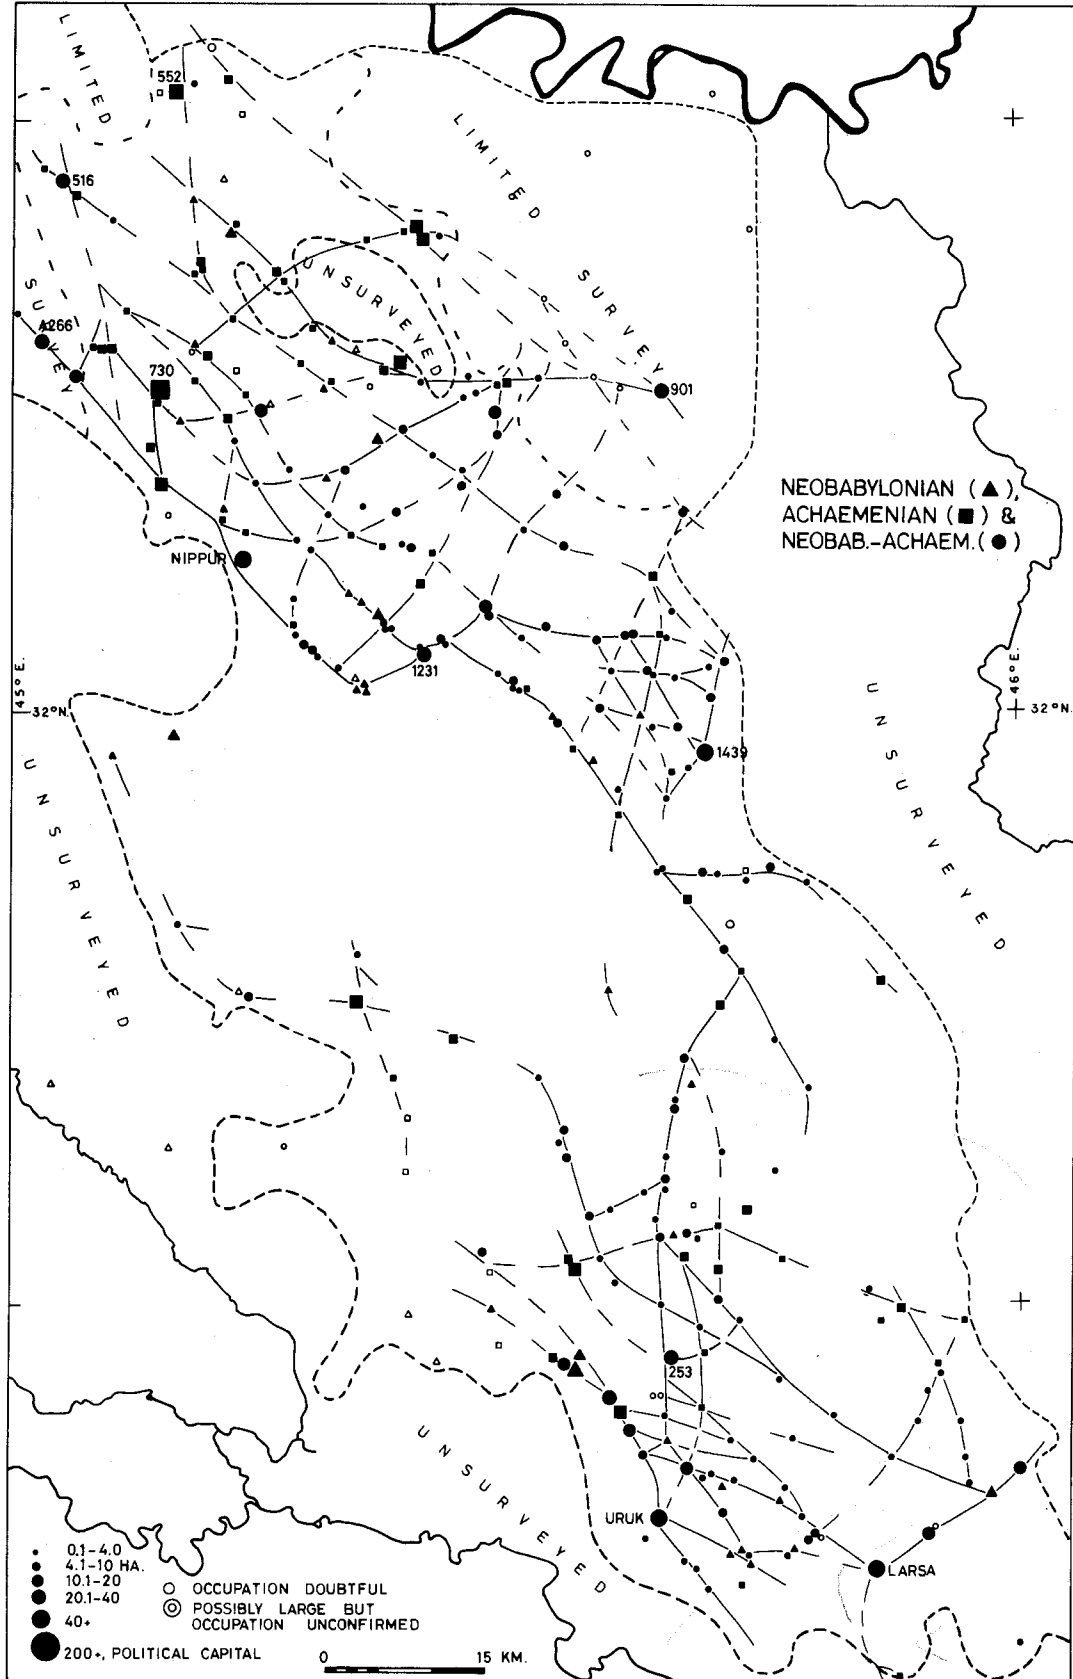 LIMITED
552
LIMITED SURVEY
516
SURVEY
A266
UNSURVEYED
730
901
NEOBABYLONIAN (▲),
ACHAEMENIAN (■) &
NEOBAB.-ACHAEM. (●)
NIPPUR
1231
45° E.
32° N.
46° E.
32° N.
1439
UNSURVEYED
UNSURVEYED
253
UNSURVEYED
URUK
LARSA
0.1-4.0
4.1-10 HA.
10.1-20
20.1-40
40+
200+, POLITICAL CAPITAL
OCCUPATION DOUBTFUL
POSSIBLY LARGE BUT
OCCUPATION UNCONFIRMED
0 15 KM.